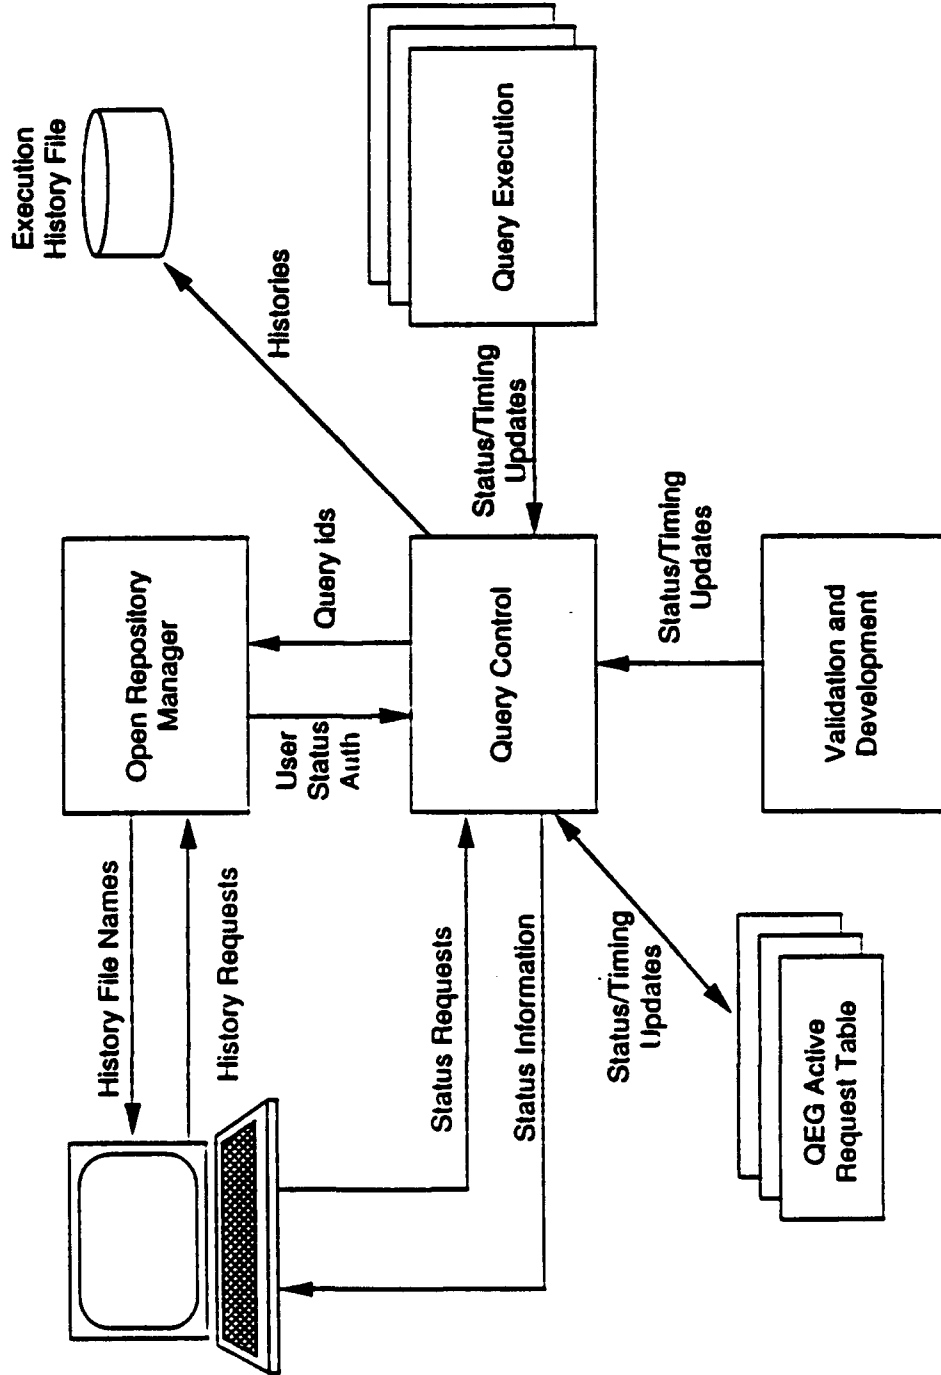 Execution
History File
Histories
Open Repository
Manager
History File Names
History Requests
Query ids
User
Status
Auth
Query Execution
Status/Timing
Updates
Query Control
Status Requests
Status Information
Status/Timing
Updates
Status/Timing
Updates
QEG Active
Request Table
Validation and
Development